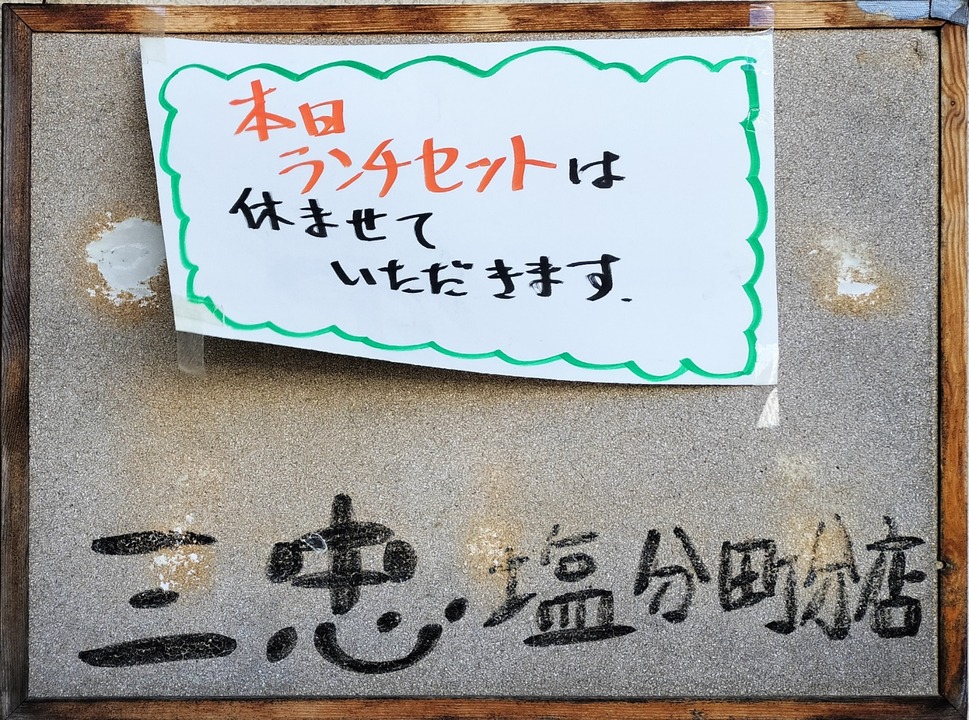 本日
ランチセットは
休ませて
いただきます.
三忠 塩分町分店